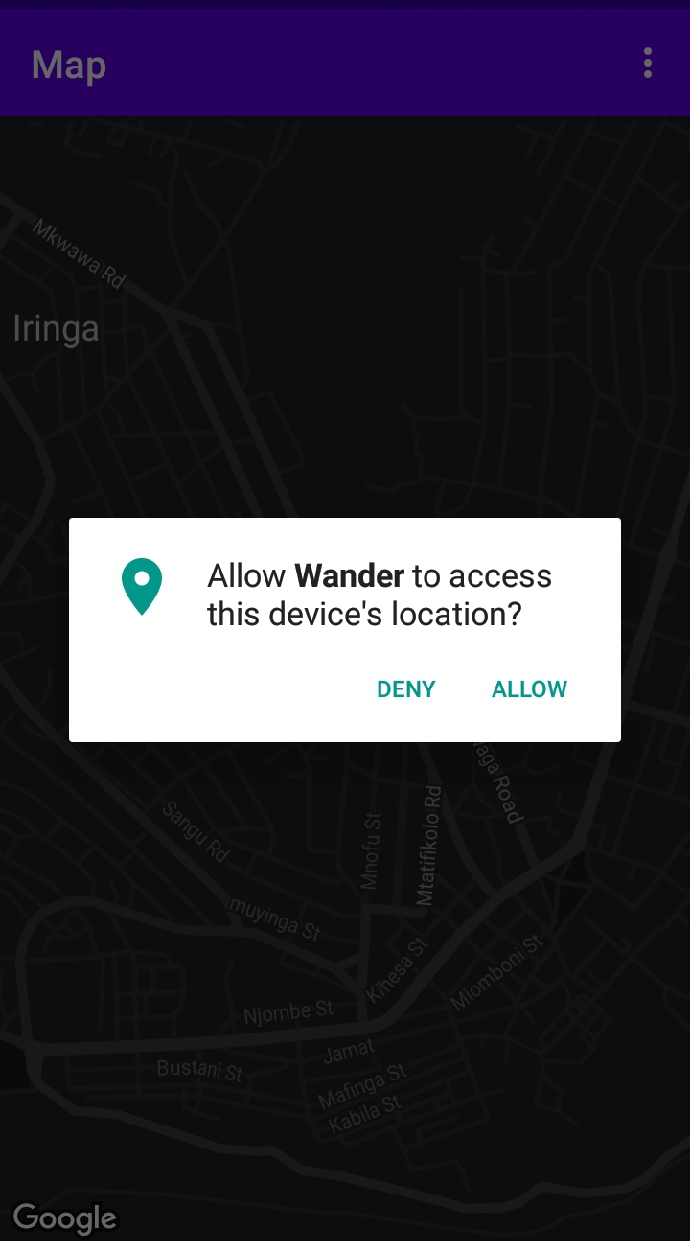 Map
Mkwawa Rd
Iringa
Allow Wander to access
this device's location?
DENY
ALLOW
aga Road
Sangu Rd
Mnofu St
Mtatifikolo Rd
muyinga St
Kihesa St
Miomboni St
Njombe St
Jamat
Bustani St
Mafinga St
Kabila St
Google